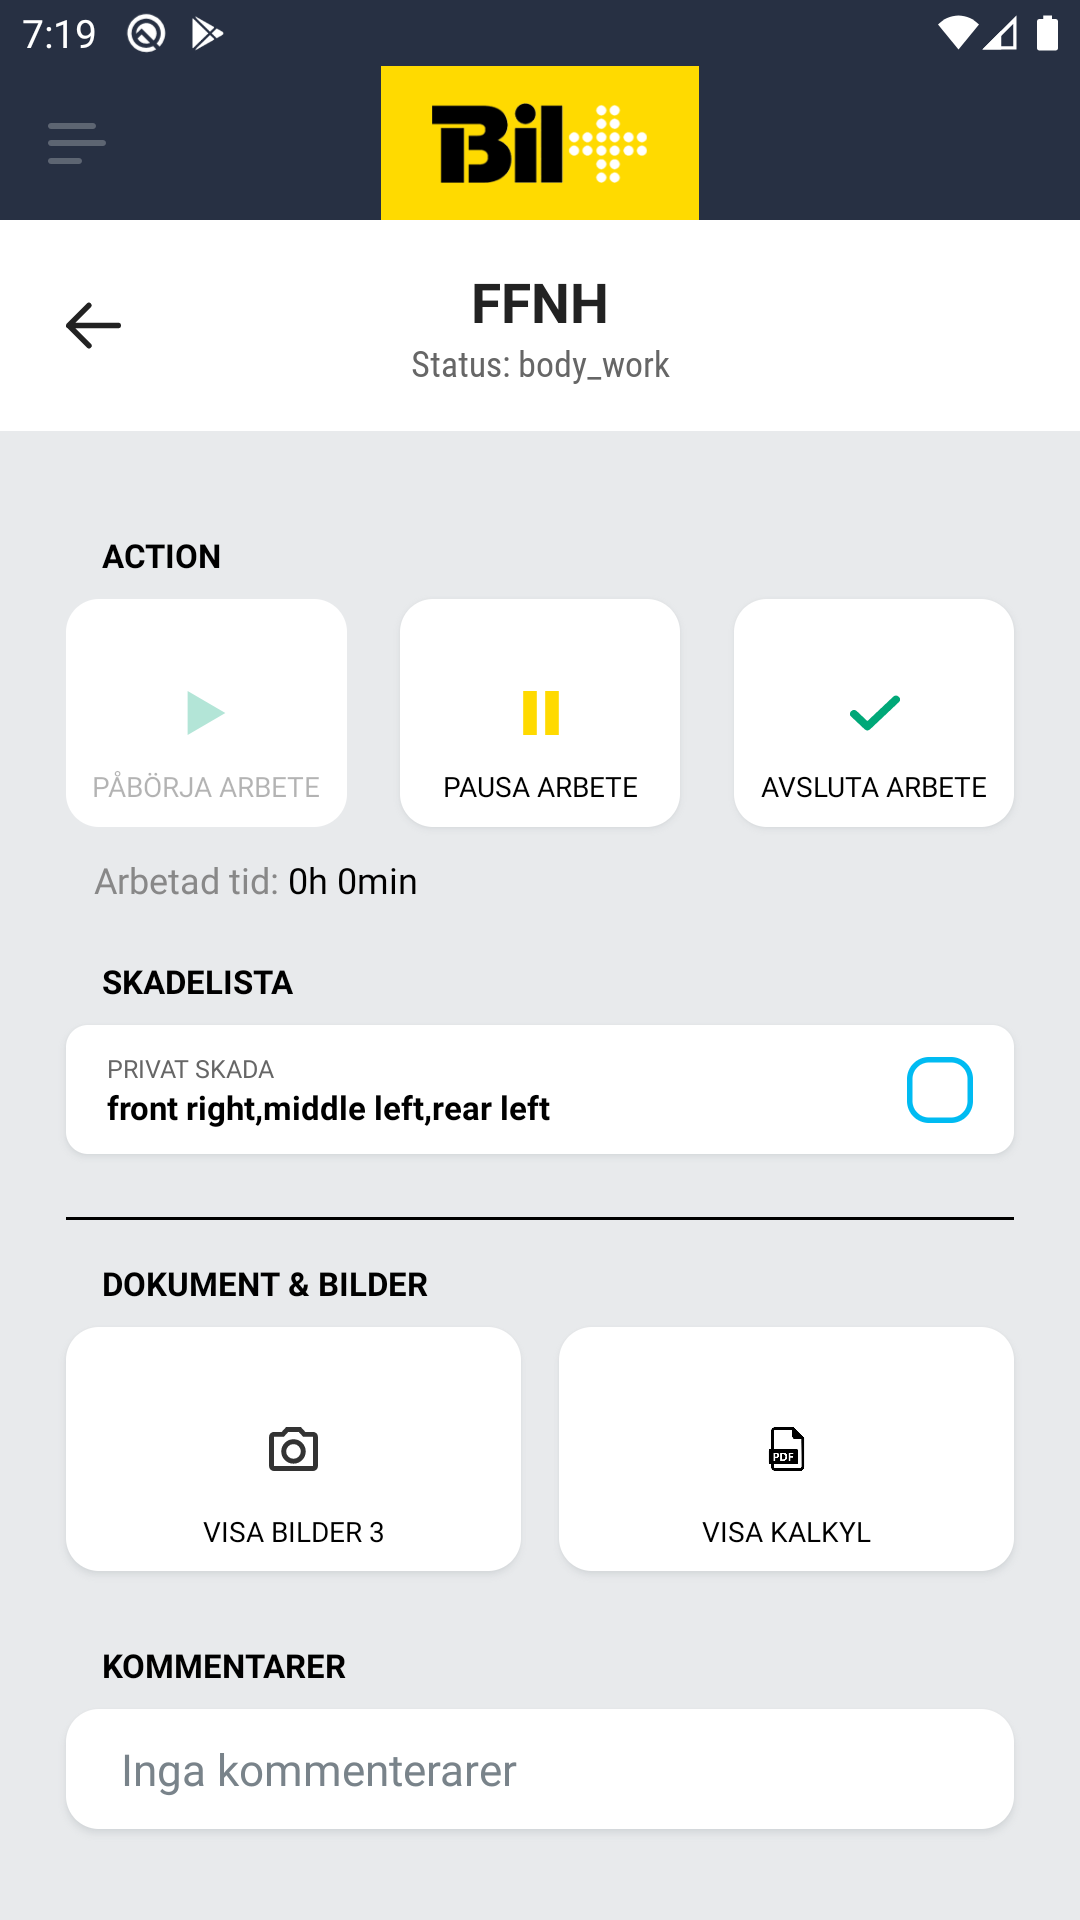 7:19
Bil+
FFNH
Status: body_work
ACTION
PÅBÖRJA ARBETE
PAUSA ARBETE
AVSLUTA ARBETE
Arbetad tid: 0h 0min
SKADELISTA
PRIVAT SKADA
front right,middle left,rear left
DOKUMENT & BILDER
PDF
VISA BILDER 3
VISA KALKYL
KOMMENTARER
Inga kommenterarer